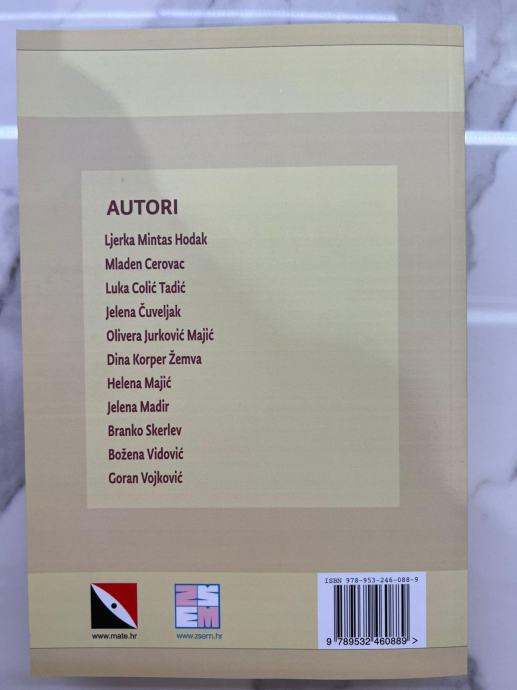 AUTORI
Ljerka Mintas Hodak
Mladen Cerovac
Luka Colić Tadić
Jelena Čuveljak
Olivera Jurković Majić
Dina Korper Žemva
Helena Majić
Jelena Madir
Branko Skerlev
Božena Vidović
Goran Vojković
ISBN 978-953-246-088-9
ZS
EM
www.mate.hr
www.zsem.hr
9 789532 460889 >